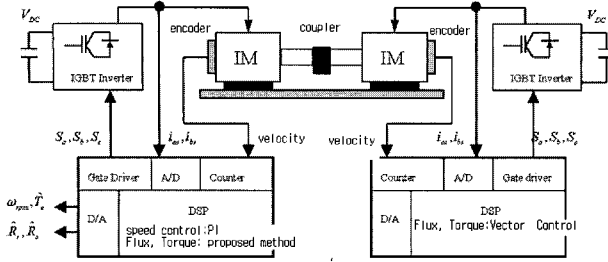 V_DC encoder coupler encoder V_DC
IM IM
IGBT Inverter IGBT Inverter
S_a, S_b, S_c i_as, i_bs velocity velocity i_as, i_bs S_a, S_b, S_c
Gate Driver A/D Counter Counter A/D Gate driver
ω_rpm, T̂_e
D/A DSP D/A DSP
speed control:PI Flux, Torque:Vector Control
Flux, Torque: proposed method